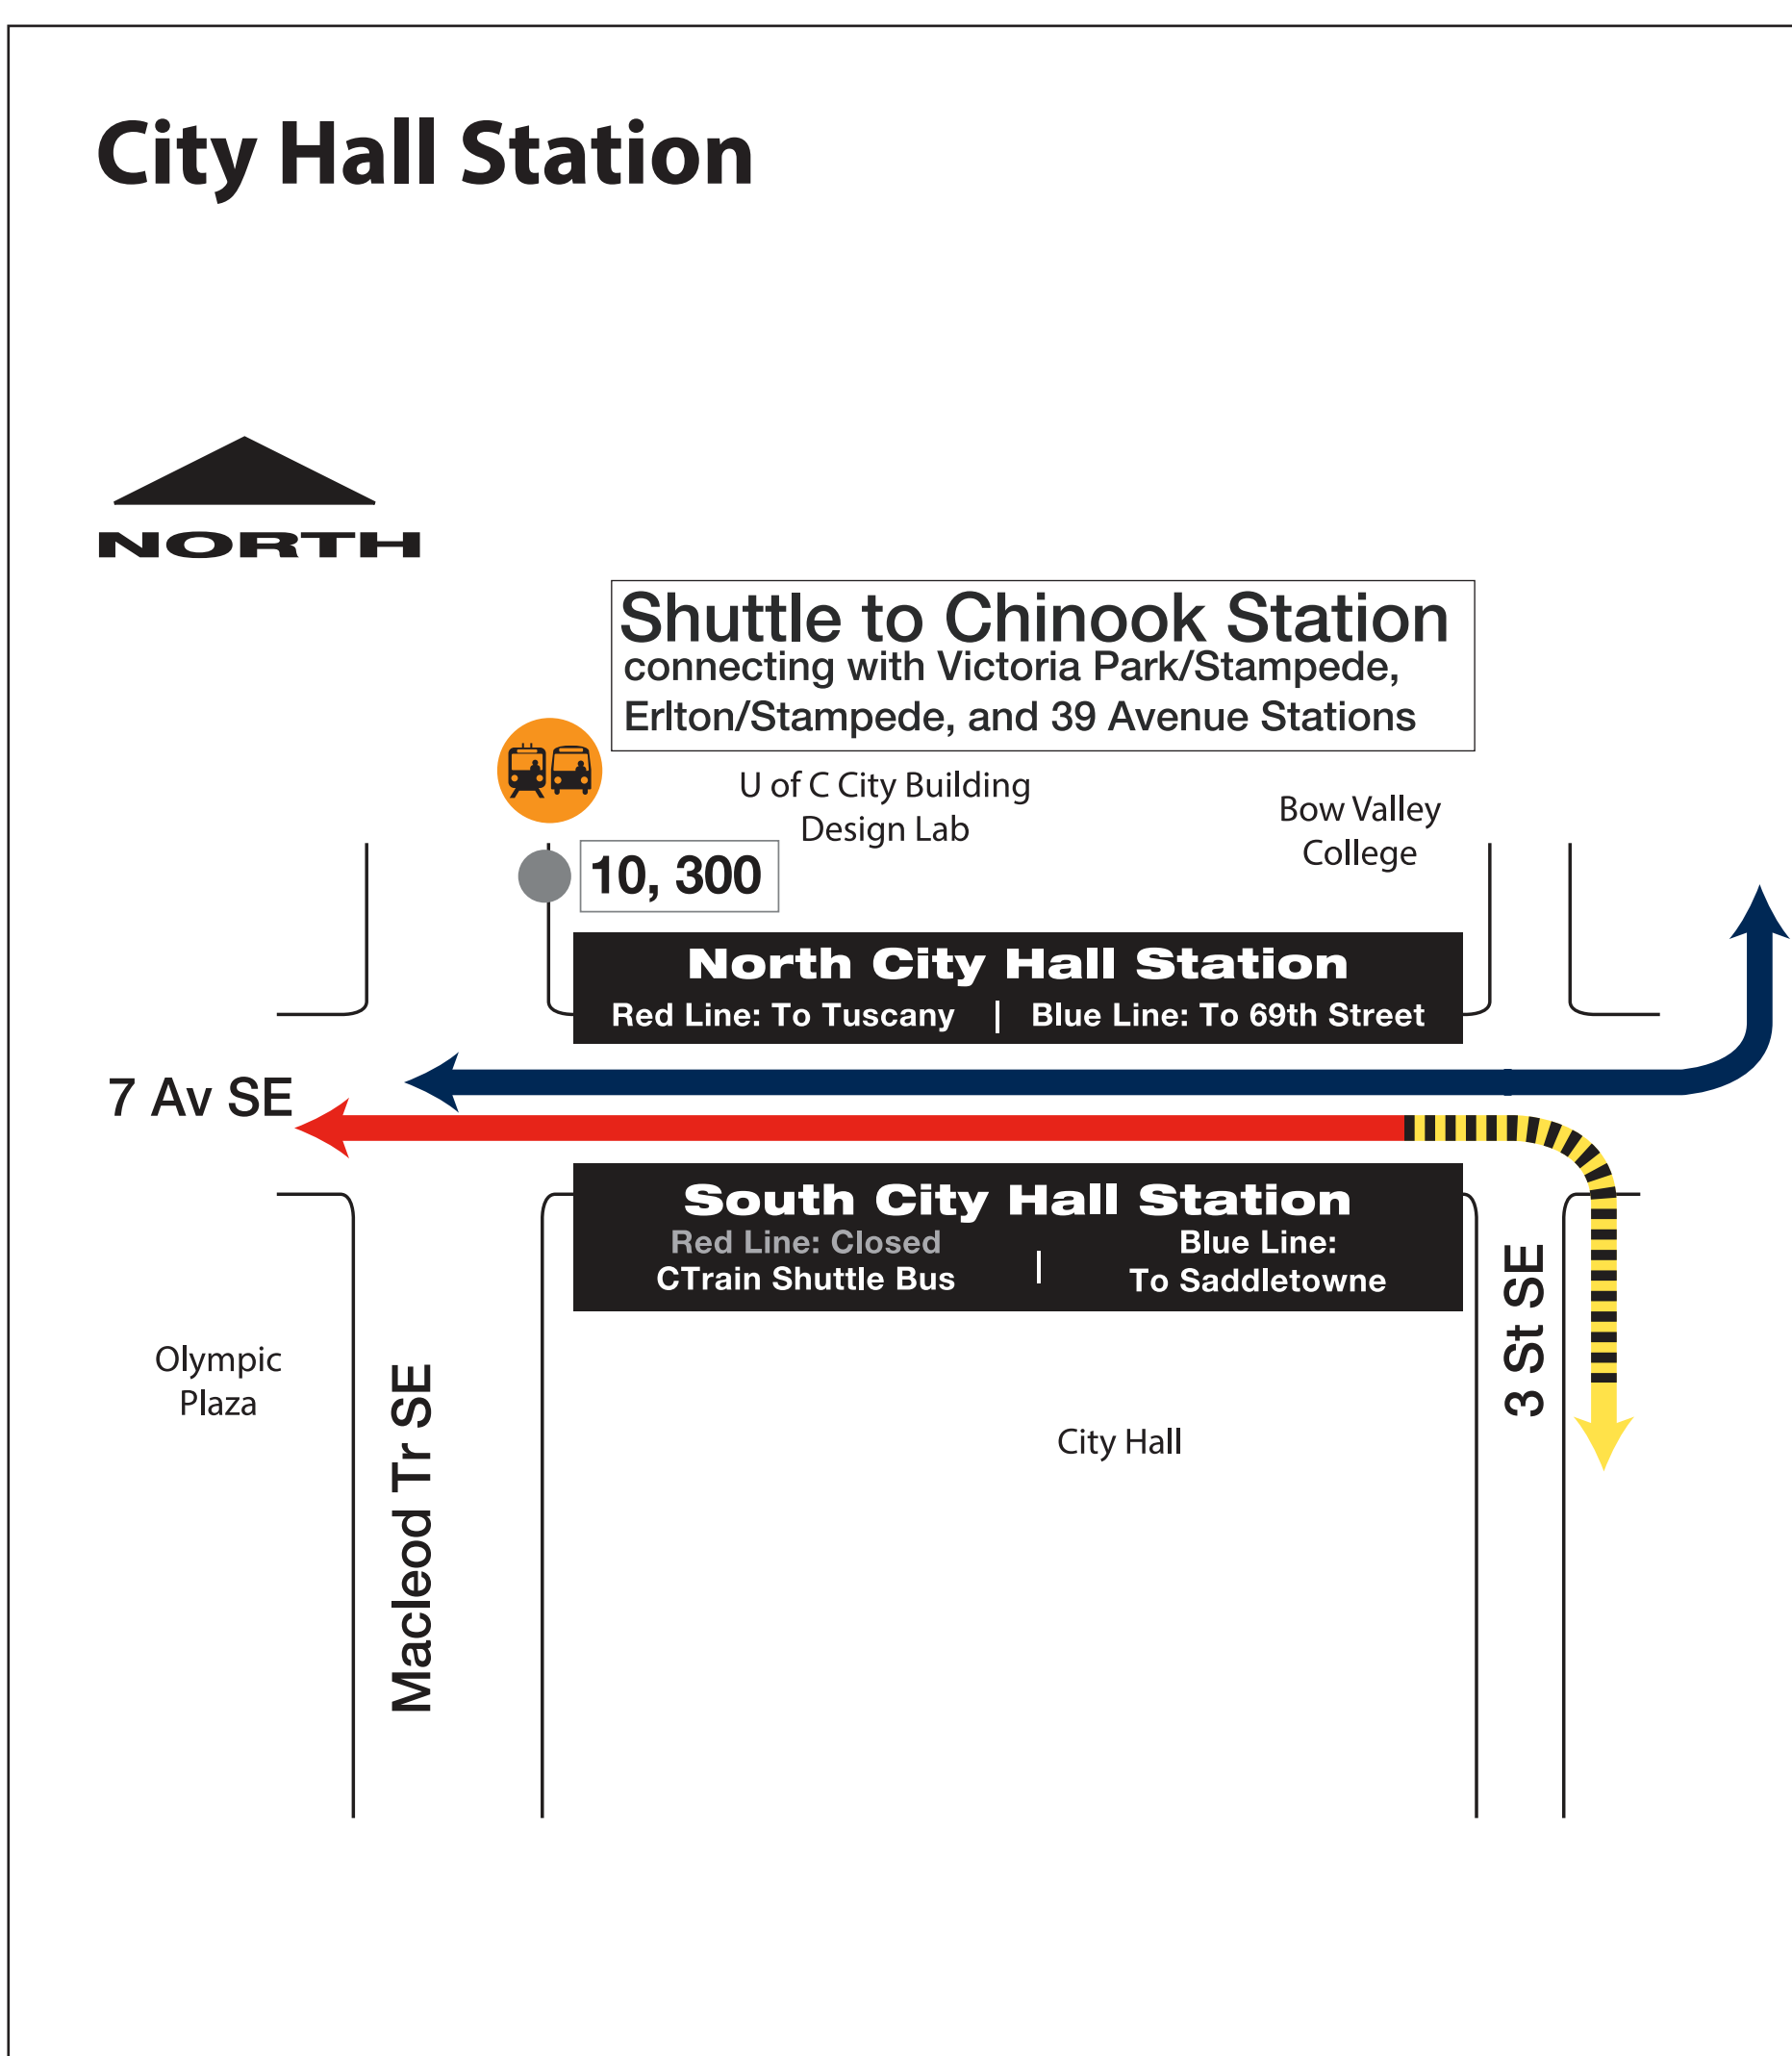 City Hall Station
NORTH
Shuttle to Chinook Station
connecting with Victoria Park/Stampede,
Erlton/Stampede, and 39 Avenue Stations
U of C City Building
Design Lab
Bow Valley
College
10, 300
North City Hall Station
Red Line: To Tuscany | Blue Line: To 69th Street
7 Av SE
South City Hall Station
Red Line: Closed
CTrain Shuttle Bus
|
Blue Line:
To Saddletowne
Olympic
Plaza
Macleod Tr SE
City Hall
3 St SE